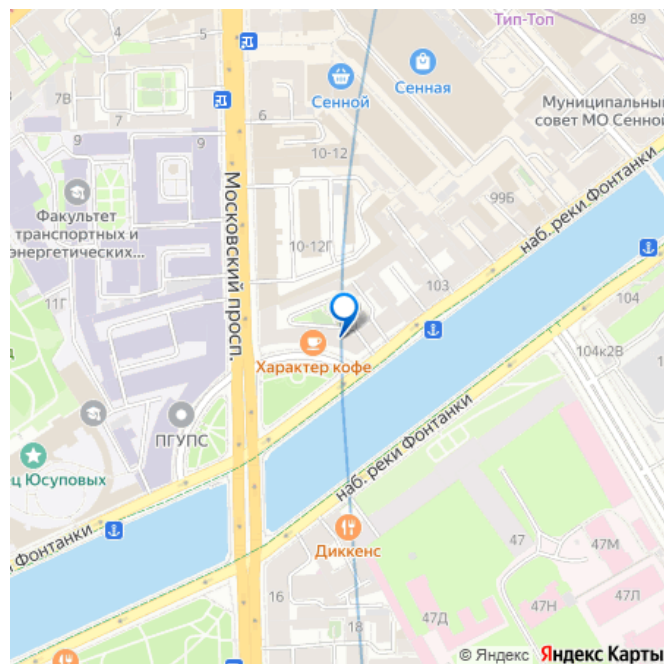 Тип-Топ
89
4
5
7В
7
6
Сенной
Сенная
Муниципальный
совет МО Сенной
9
9
10-12
99Б
Факультет
транспортных и
энергетических...
Московский просп.
наб. реки Фонтанки
10-12Г
103
11Г
104
Характер кофе
104к2В
ПГУПС
ец Юсуповых
наб. реки Фонтанки
Фонтанки
Диккенс
47
47М
16
18
47Д
47Н
47Л
© Яндекс Яндекс Карты